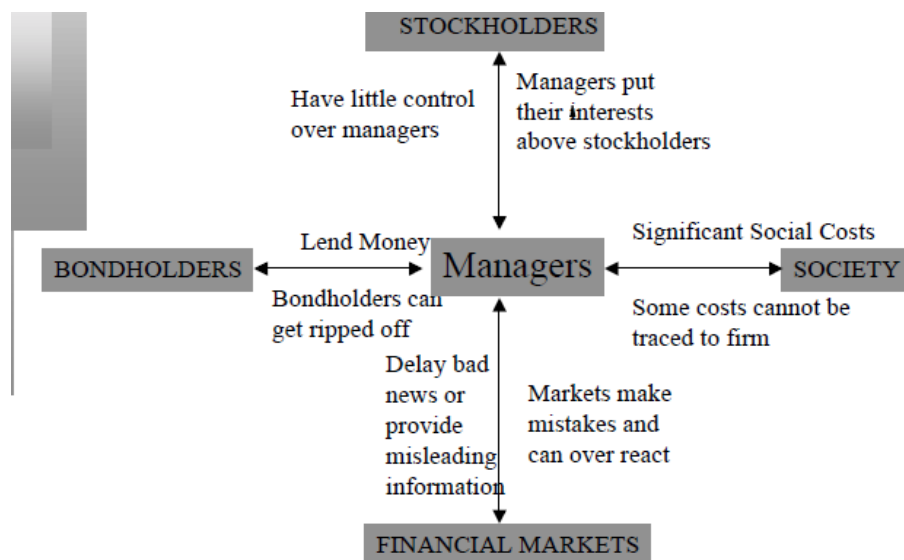 STOCKHOLDERS
Have little control
over managers
Managers put
their interests
above stockholders
Lend Money
BONDHOLDERS
Bondholders can
get ripped off
Managers
Significant Social Costs
SOCIETY
Some costs cannot be
traced to firm
Delay bad
news or
provide
misleading
information
Markets make
mistakes and
can over react
FINANCIAL MARKETS